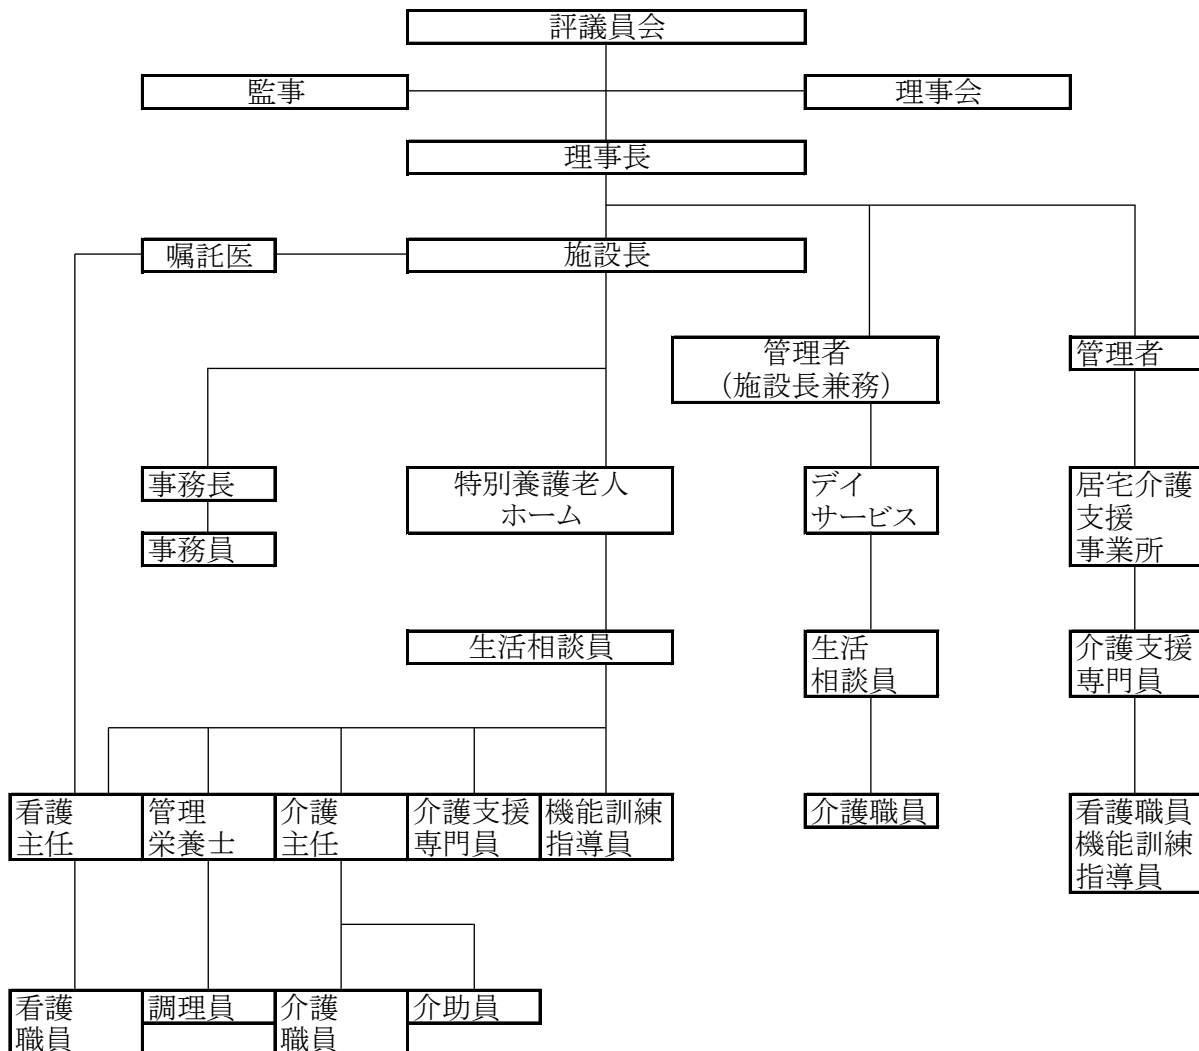 評議員会
監事
理事会
理事長
嘱託医
施設長
管理者
（施設長兼務）
管理者
事務長
特別養護老人
ホーム
デイ
サービス
居宅介護
支援
事業所
事務員
生活相談員
生活
相談員
介護支援
専門員
看護
主任
管理
栄養士
介護
主任
介護支援
専門員
機能訓練
指導員
介護職員
看護職員
機能訓練
指導員
看護
職員
調理員
介護
職員
介助員